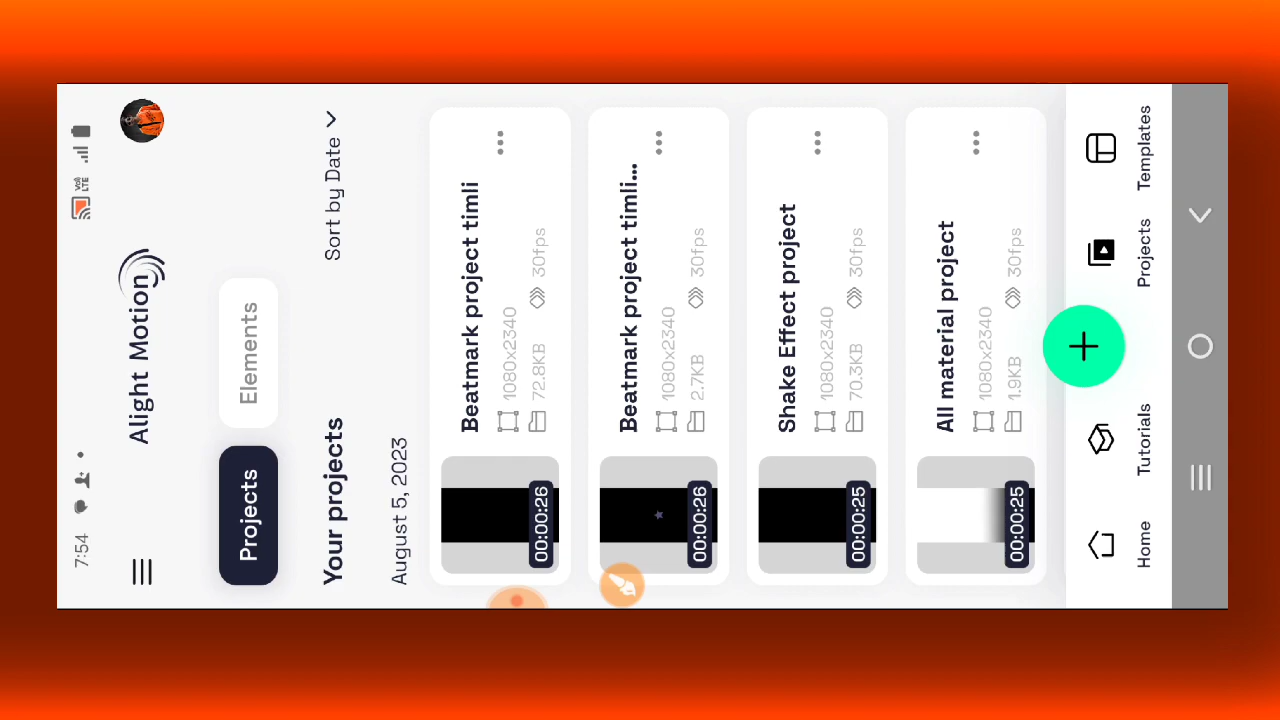 7:54
Alight Motion
Projects
Elements
Your projects
Sort by Date
August 5, 2023
Beatmark project timli
1080x2340
72.8KB 30fps
00:00:26
Beatmark project timli...
1080x2340
2.7KB 30fps
00:00:26
Shake Effect project
1080x2340
70.3KB 30fps
00:00:25
All material project
1080x2340
1.9KB 30fps
00:00:25
Home
Tutorials
Projects
Templates